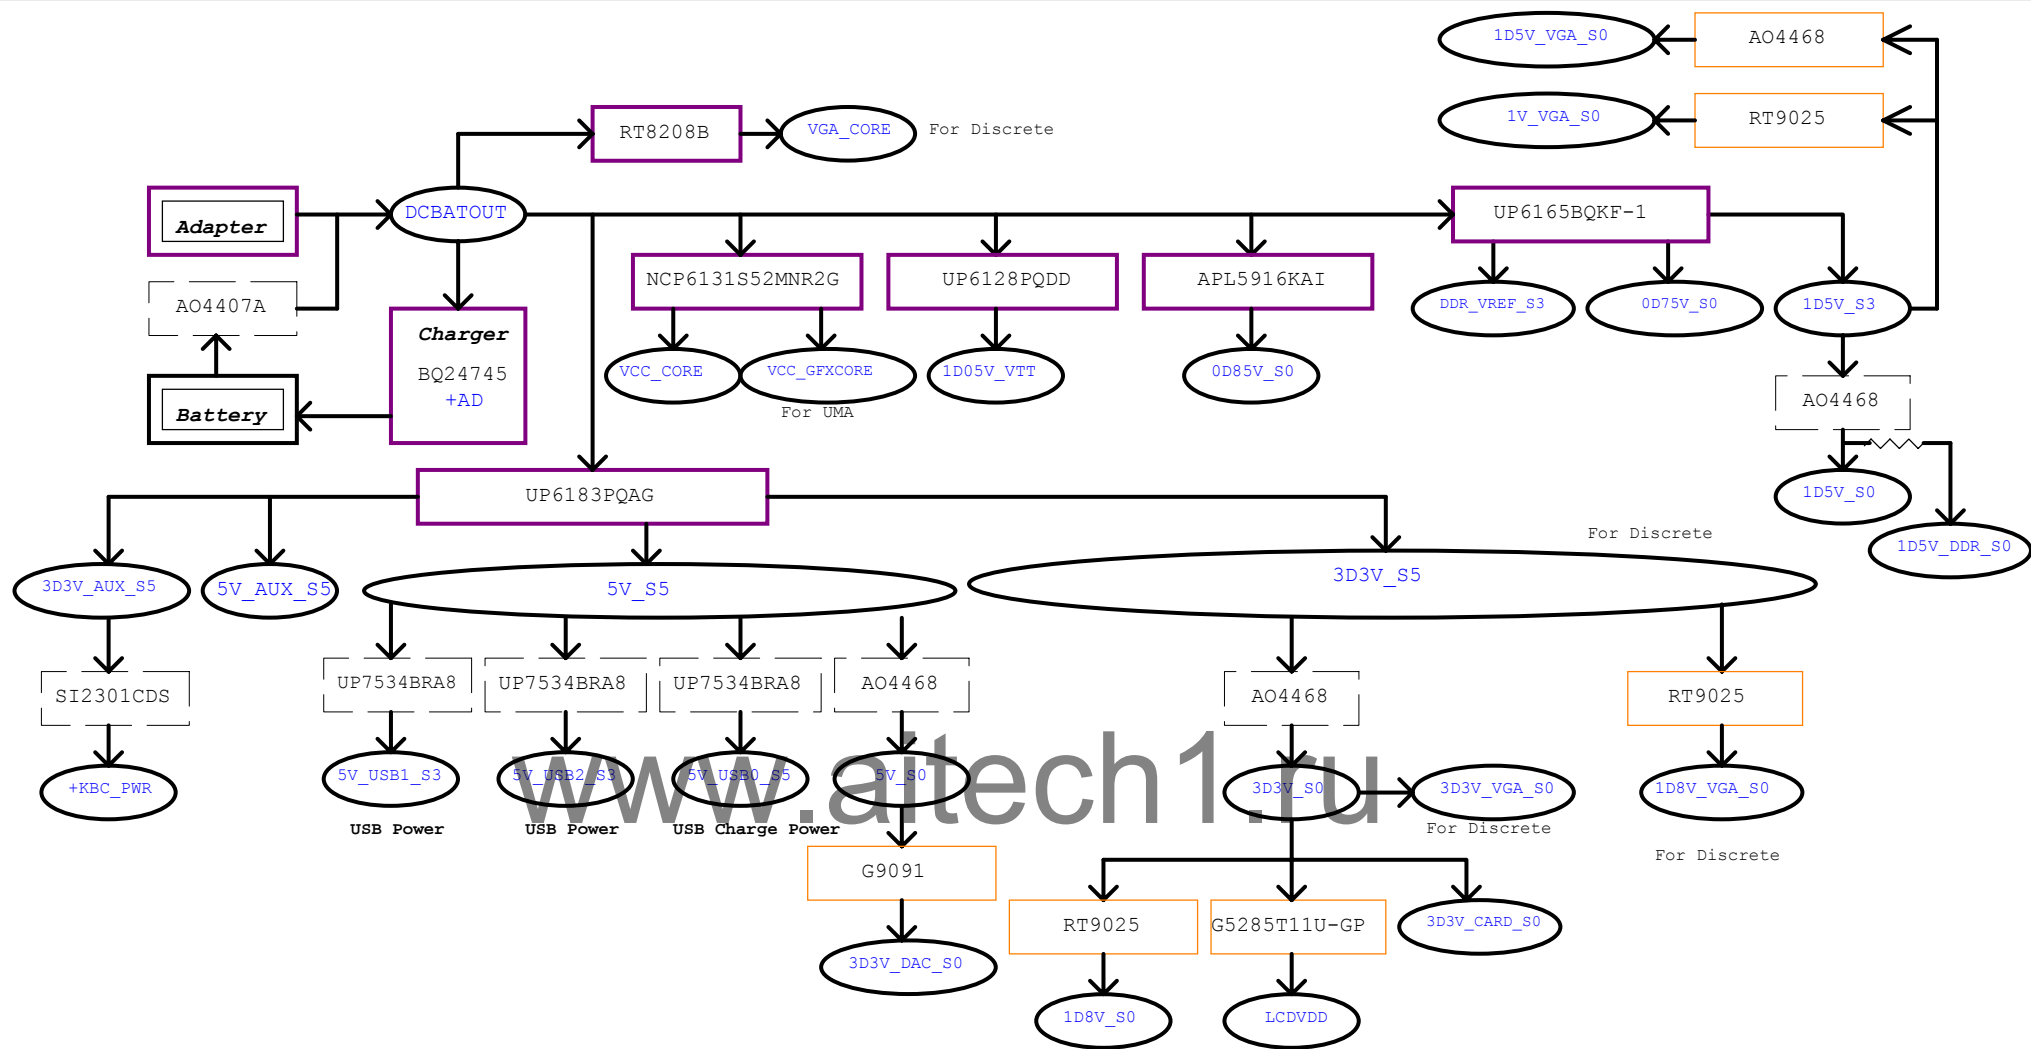 1D5V_VGA_S0
AO4468
1V_VGA_S0
RT9025
RT8208B
VGA_CORE
For Discrete
Adapter
DCBATOUT
UP6165BQKF-1
AO4407A
Charger
BQ24745
+AD
Battery
NCP6131S52MNR2G
UP6128PQDD
APL5916KAI
DDR_VREF_S3
0D75V_S0
1D5V_S3
VCC_CORE
VCC_GFXCORE
For UMA
1D05V_VTT
0D85V_S0
AO4468
1D5V_S0
1D5V_DDR_S0
UP6183PQAG
For Discrete
3D3V_AUX_S5
5V_AUX_S5
5V_S5
3D3V_S5
SI2301CDS
UP7534BRA8
UP7534BRA8
UP7534BRA8
AO4468
AO4468
RT9025
+KBC_PWR
5V_USB1_S3
5V_USB2_S3
5V_USB0_S5
5V_S0
3D3V_S0
3D3V_VGA_S0
1D8V_VGA_S0
www.aitech1.ru
USB Power
USB Power
USB Charge Power
For Discrete
For Discrete
G9091
RT9025
G5285T11U-GP
3D3V_CARD_S0
3D3V_DAC_S0
1D8V_S0
LCDVDD